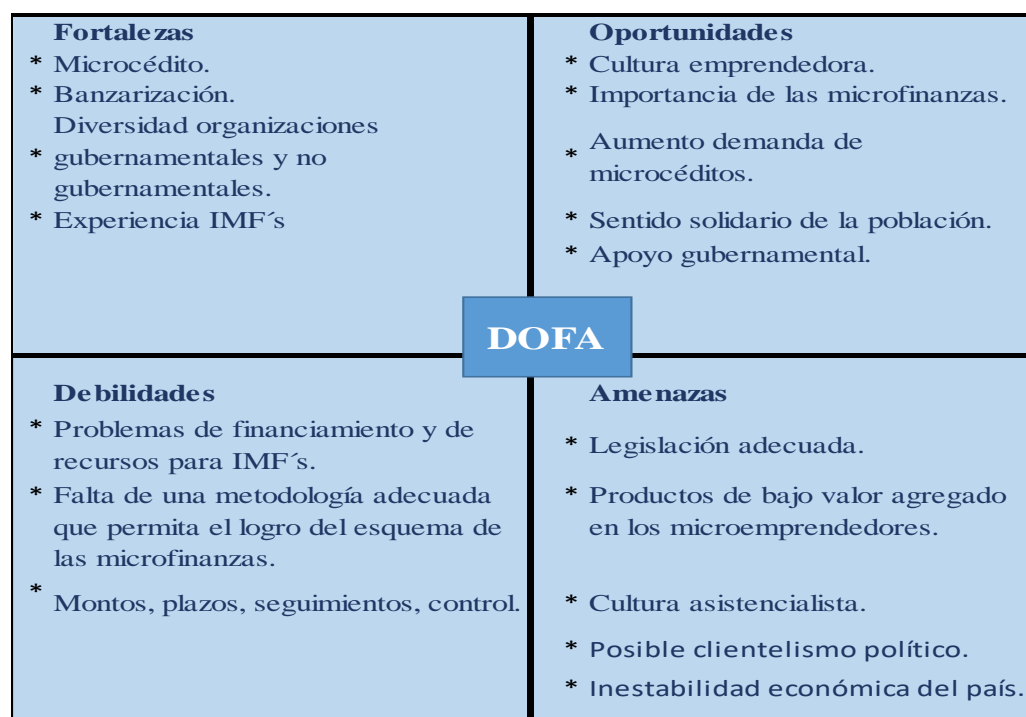 Fortalezas
* Microcédito.
* Banzarización.
Diversidad organizaciones
* gubernamentales y no
gubernamentales.
* Experiencia IMF´s
Oportunidades
* Cultura emprendedora.
* Importancia de las microfinanzas.
* Aumento demanda de
microcéditos.
* Sentido solidario de la población.
* Apoyo gubernamental.
DOFA
Debilidades
* Problemas de financiamiento y de
recursos para IMF´s.
* Falta de una metodología adecuada
que permita el logro del esquema de
las microfinanzas.
* Montos, plazos, seguimientos, control.
Amenazas
* Legislación adecuada.
* Productos de bajo valor agregado
en los microemprendedores.
* Cultura asistencialista.
* Posible clientelismo político.
* Inestabilidad económica del país.